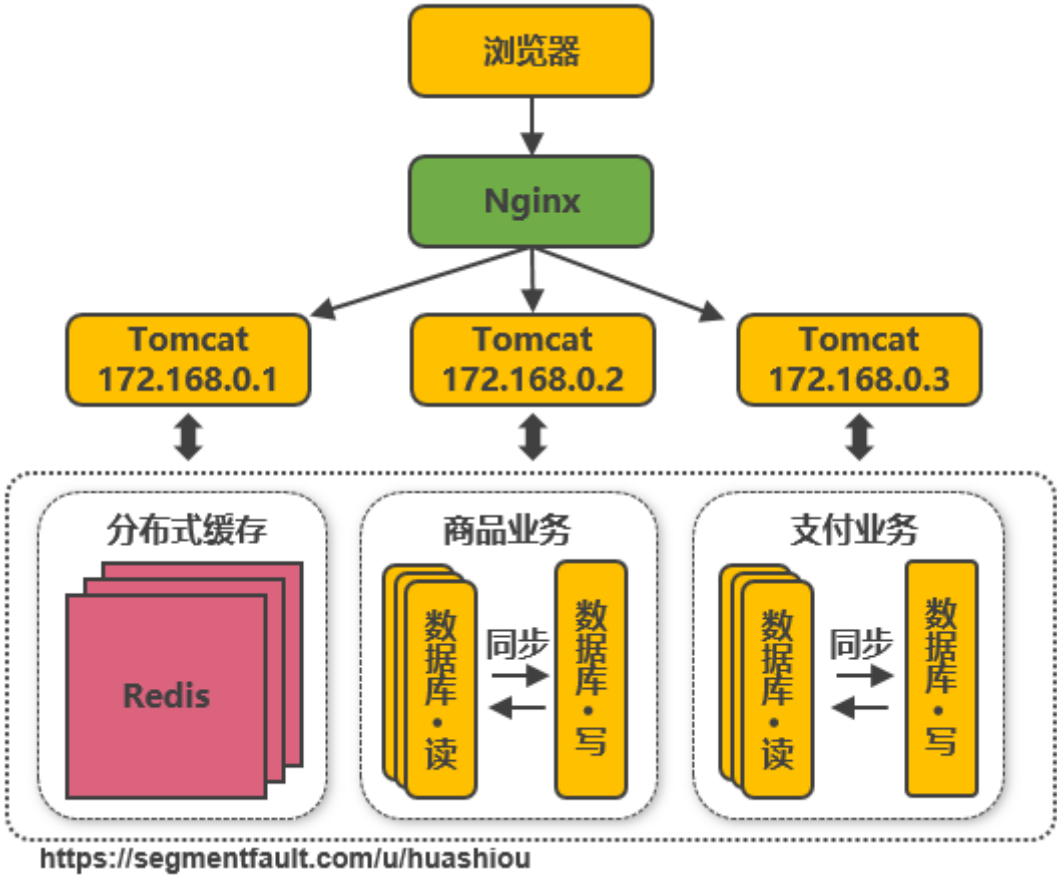 浏览器
Nginx
Tomcat
172.168.0.1
Tomcat
172.168.0.2
Tomcat
172.168.0.3
分布式缓存
Redis
商品业务
数据库·读
同步
数据库·写
支付业务
数据库·读
同步
数据库·写
https://segmentfault.com/u/huashiou